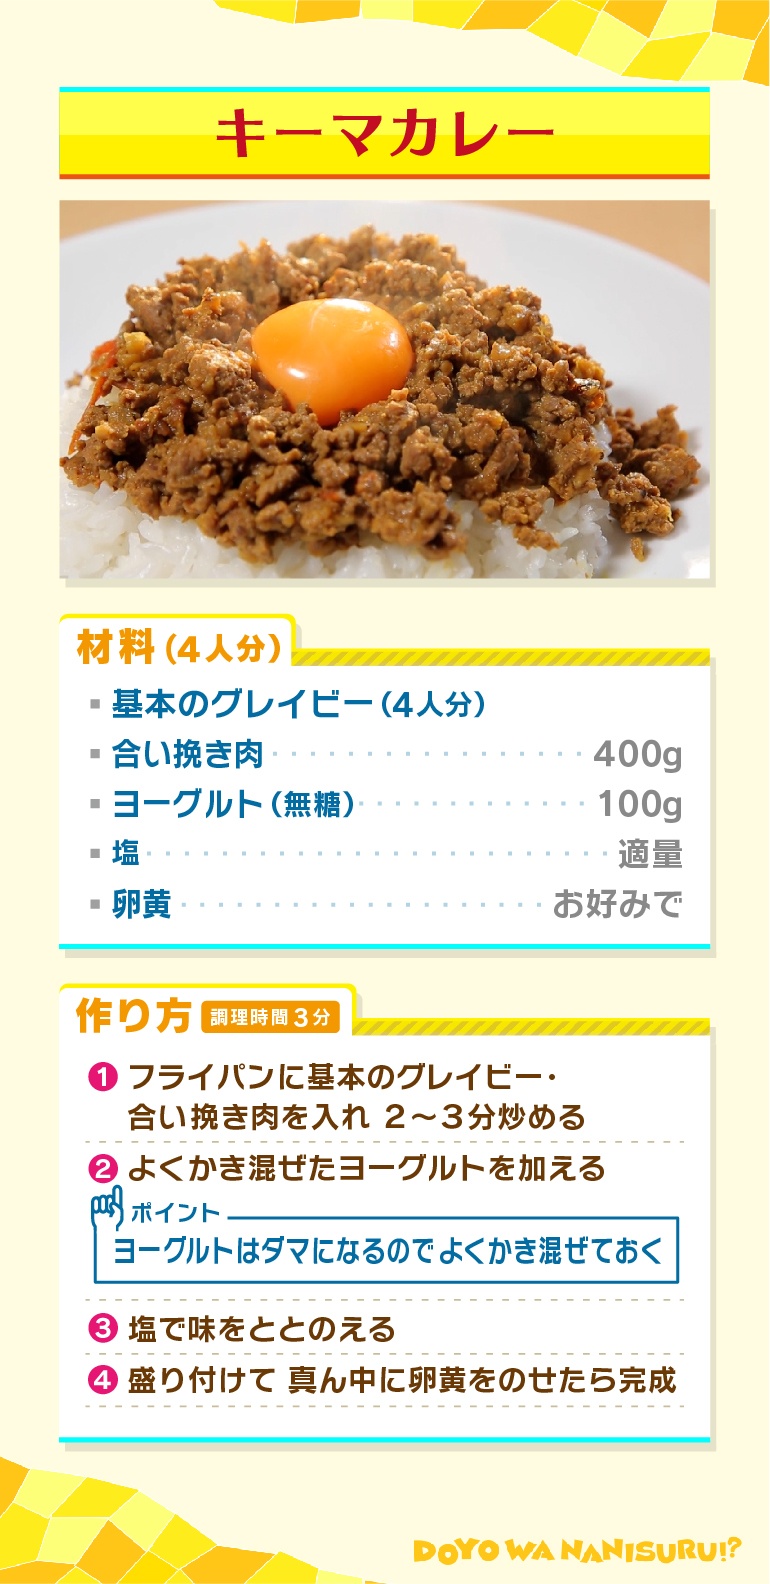 キーマカレー
材料(4人分)
基本のグレイビー(4人分)
合い挽き肉 400g
ヨーグルト(無糖) 100g
塩 適量
卵黄 お好みで
作り方 調理時間3分
1 フライパンに基本のグレイビー・
合い挽き肉を入れ 2〜3分炒める
2 よくかき混ぜたヨーグルトを加える
ポイント
ヨーグルトはダマになるのでよくかき混ぜておく
3 塩で味をととのえる
4 盛り付けて 真ん中に卵黄をのせたら完成
DOYO WA NANISURU!?